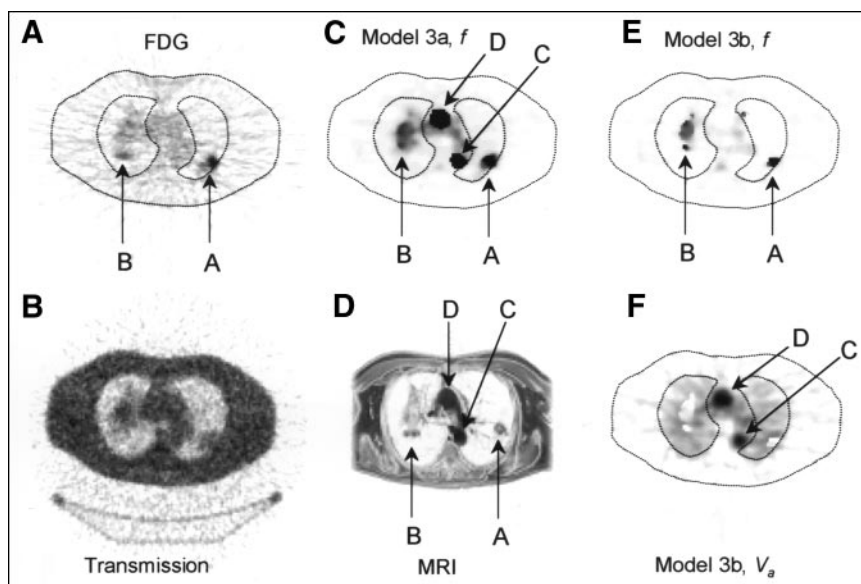 A
FDG
B
A
C
Model 3a, f
D
C
B
A
E
Model 3b, f
B
A
B
Transmission
D
D
C
B
A
MRI
F
D
C
Model 3b, Va